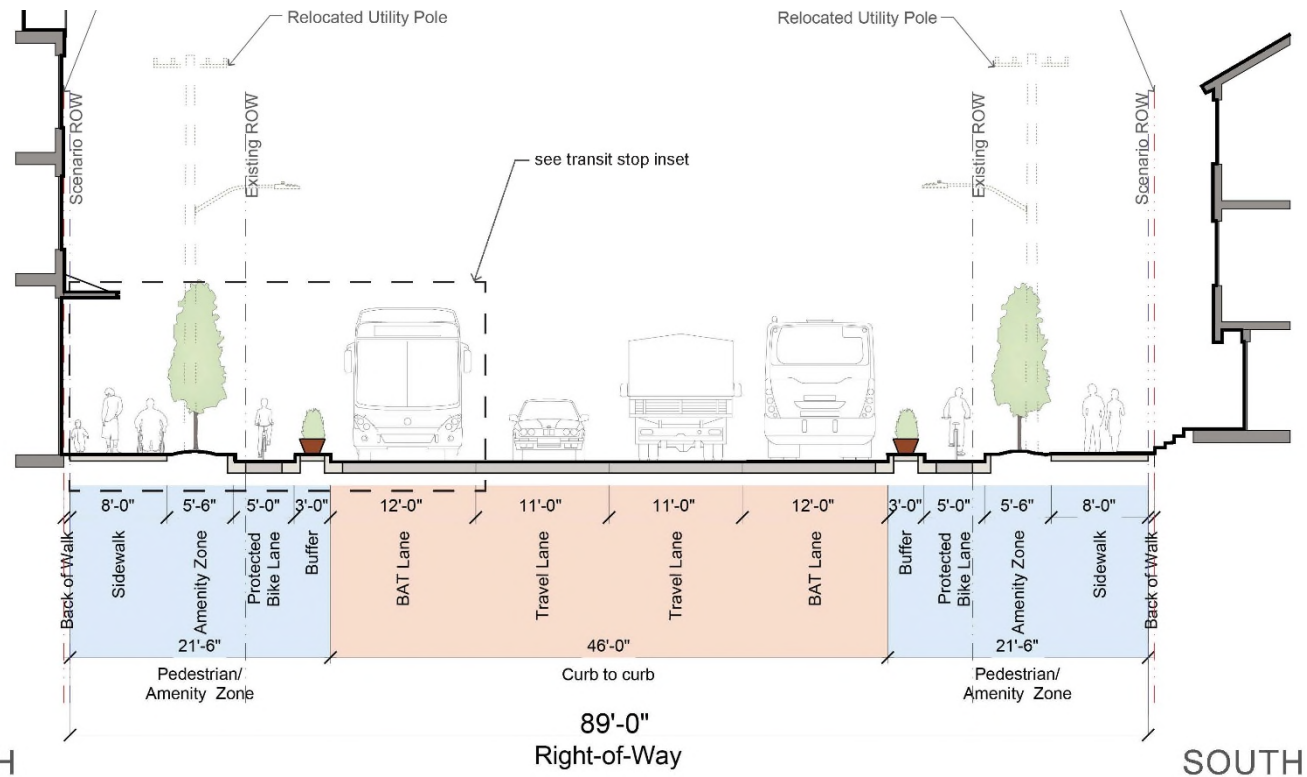 Relocated Utility Pole
Relocated Utility Pole
Scenario ROW
Existing ROW
see transit stop inset
Existing ROW
Scenario ROW
8'-0"
5'-6"
5'-0"
3'-0"
12'-0"
11'-0"
11'-0"
12'-0"
3'-0"
5'-0"
5'-6"
8'-0"
Back of Walk
Sidewalk
Amenity Zone
Protected
Bike Lane
Buffer
BAT Lane
Travel Lane
Travel Lane
BAT Lane
Buffer
Protected
Bike Lane
Amenity Zone
Sidewalk
Back of Walk
21'-6"
46'-0"
21'-6"
Pedestrian/
Amenity Zone
Curb to curb
Pedestrian/
Amenity Zone
89'-0"
Right-of-Way
H
SOUTH